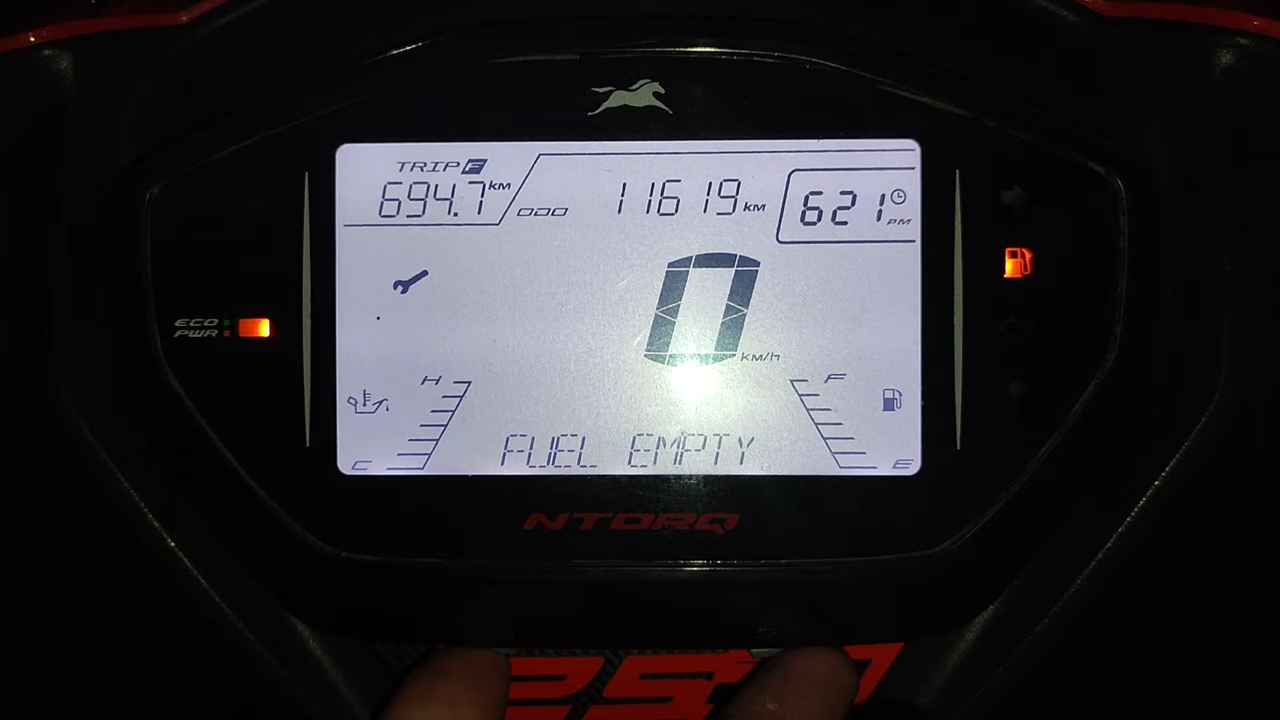 TRIP F
694.7 km
11619 km
621 PM
0 km/h
ECO
PWR
H
C
F
E
FUEL EMPTY
NTORQ